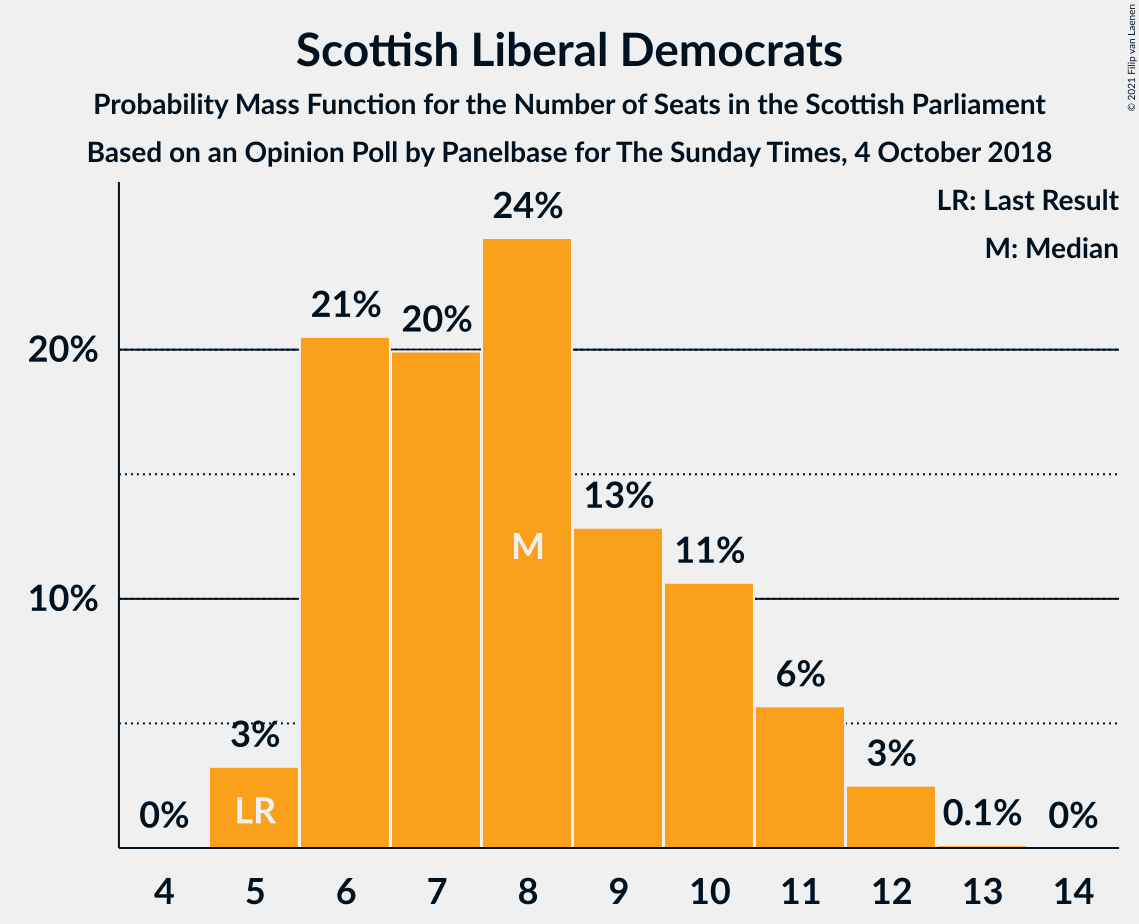 Scottish Liberal Democrats
Probability Mass Function for the Number of Seats in the Scottish Parliament
Based on an Opinion Poll by Panelbase for The Sunday Times, 4 October 2018
© 2021 Filip van Laenen
LR: Last Result
M: Median
24%
21%
20%
20%
13%
M
11%
10%
6%
3%
3%
LR
0%
0.1%
0%
4 5 6 7 8 9 10 11 12 13 14